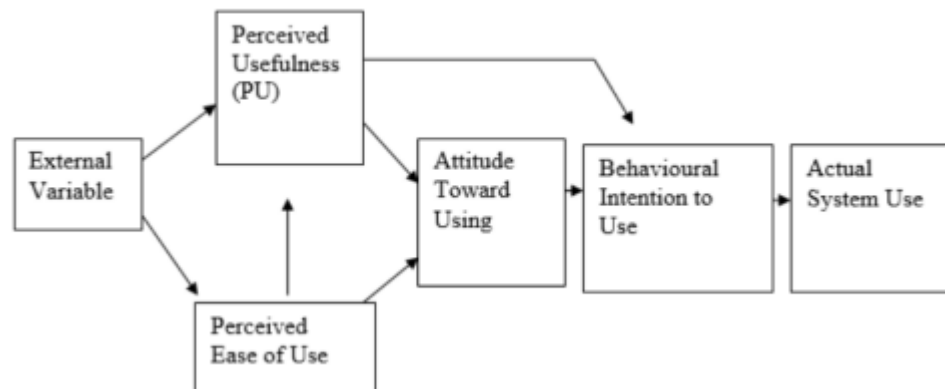 Perceived
Usefulness
(PU)
External
Variable
Attitude
Toward
Using
Behavioural
Intention to
Use
Actual
System Use
Perceived
Ease of Use